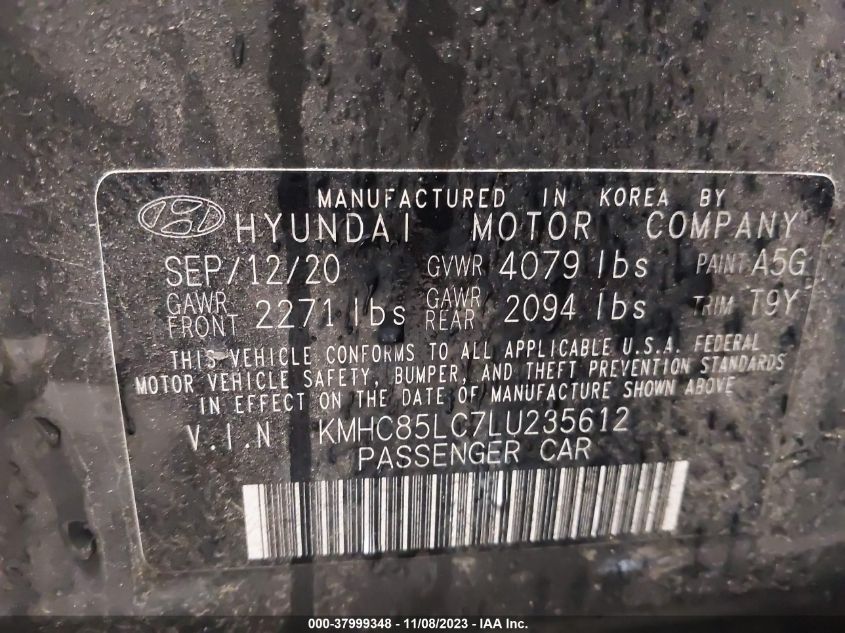 MANUFACTURED IN KOREA BY
HYUNDAI MOTOR COMPANY
SEP/12/20 GVWR 4079 lbs PAINT A5G
GAWR FRONT 2271 lbs GAWR REAR 2094 lbs TRIM T9Y
THIS VEHICLE CONFORMS TO ALL APPLICABLE U.S.A. FEDERAL
MOTOR VEHICLE SAFETY, BUMPER, AND THEFT PREVENTION STANDARDS
IN EFFECT ON THE DATE OF MANUFACTURE SHOWN ABOVE
V.I.N KMHC85LC7LU235612
PASSENGER CAR
000-37999348 - 11/08/2023 - IAA Inc.